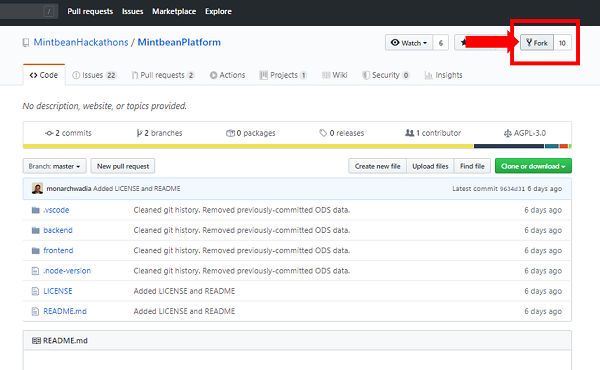 / Pull requests Issues Marketplace Explore
MintbeanHackathons / MintbeanPlatform
Watch 6 Fork 10
Code Issues 22 Pull requests 2 Actions Projects 1 Wiki Security 0 Insights
No description, website, or topics provided.
2 commits 2 branches 0 packages 0 releases 1 contributor AGPL-3.0
Branch: master New pull request Create new file Upload files Find file Clone or download
monarchwadia Added LICENSE and README Latest commit 9634d31 6 days ago
.vscode Cleaned git history. Removed previously-committed ODS data. 6 days ago
backend Cleaned git history. Removed previously-committed ODS data. 6 days ago
frontend Cleaned git history. Removed previously-committed ODS data. 6 days ago
.node-version Cleaned git history. Removed previously-committed ODS data. 6 days ago
LICENSE Added LICENSE and README 6 days ago
README.md Added LICENSE and README 6 days ago
README.md